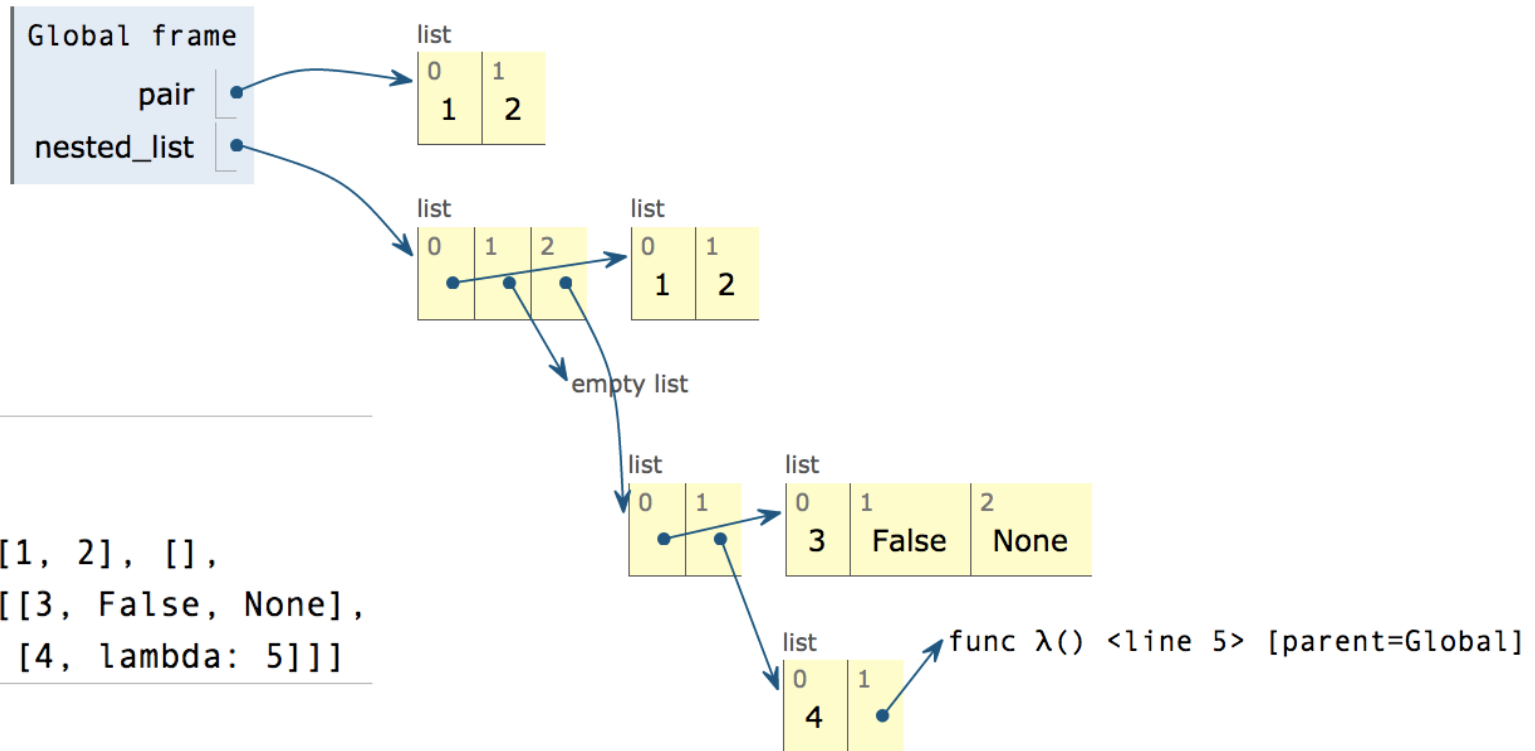 Global frame
pair
nested_list
list
0 1
1 2
list
0 1 2
list
0 1
1 2
empty list
list
0 1
list
0 1 2
3 False None
list
0 1
4
func λ() <line 5> [parent=Global]
[1, 2], [],
[[3, False, None],
[4, lambda: 5]]]